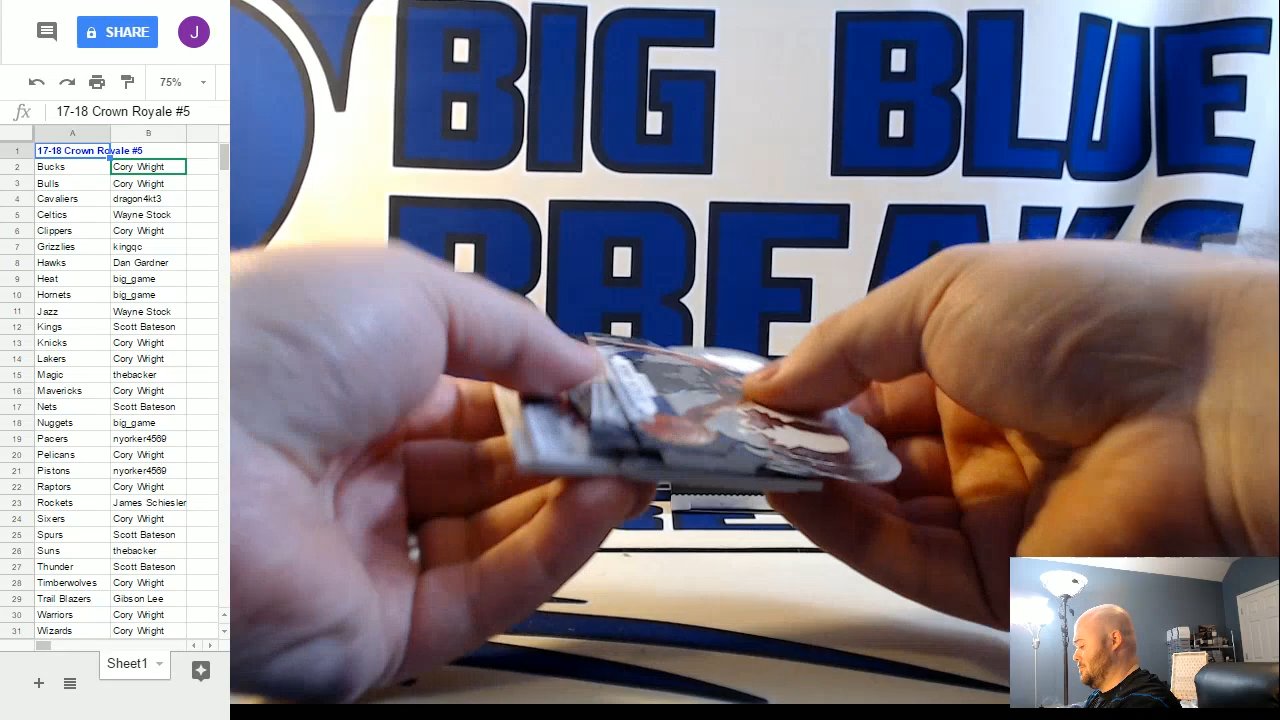 SHARE
J
75%
fx 17-18 Crown Royale #5
A B
1 17-18 Crown Royale #5
2 Bucks Cory Wright
3 Bulls Cory Wright
4 Cavaliers dragon4kt3
5 Celtics Wayne Stock
6 Clippers Cory Wright
7 Grizzlies kingqc
8 Hawks Dan Gardner
9 Heat big_game
10 Hornets big_game
11 Jazz Wayne Stock
12 Kings Scott Bateson
13 Knicks Cory Wright
14 Lakers Cory Wright
15 Magic thebacker
16 Mavericks Cory Wright
17 Nets Scott Bateson
18 Nuggets big_game
19 Pacers nyorker4569
20 Pelicans Cory Wright
21 Pistons nyorker4569
22 Raptors Cory Wright
23 Rockets James Schiesler
24 Sixers Cory Wright
25 Spurs Scott Bateson
26 Suns thebacker
27 Thunder Scott Bateson
28 Timberwolves Cory Wright
29 Trail Blazers Gibson Lee
30 Warriors Cory Wright
31 Wizards Cory Wright
Sheet1
BIG BLUE
BREAKS